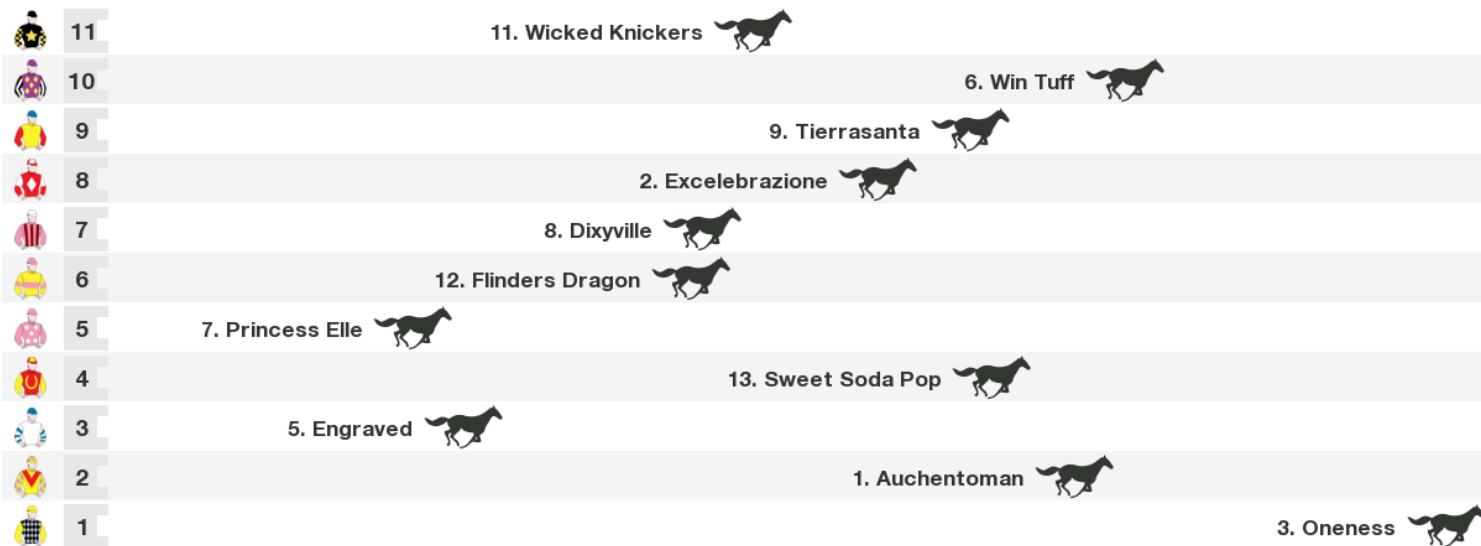 11 11. Wicked Knickers
10 6. Win Tuff
9 9. Tierrasanta
8 2. Excelebrazione
7 8. Dixyville
6 12. Flinders Dragon
5 7. Princess Elle
4 13. Sweet Soda Pop
3 5. Engraved
2 1. Auchentoman
1 3. Oneness